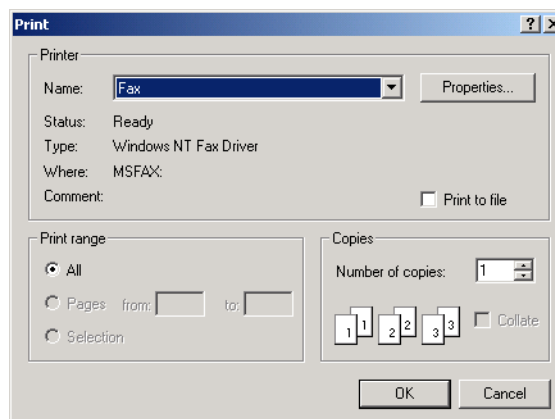 Print
Printer
Name: Fax Properties...
Status: Ready
Type: Windows NT Fax Driver
Where: MSFAX:
Comment: Print to file
Print range
All
Pages from: to:
Selection
Copies
Number of copies: 1
1 1 2 2 3 3 Collate
OK Cancel